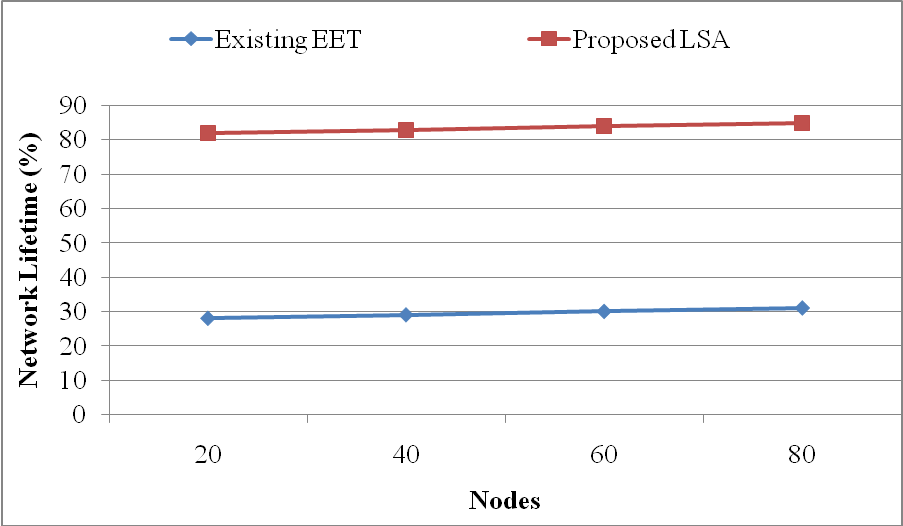 Existing EET
Proposed LSA
Network Lifetime (%)
90
80
70
60
50
40
30
20
10
0
20 40 60 80
Nodes